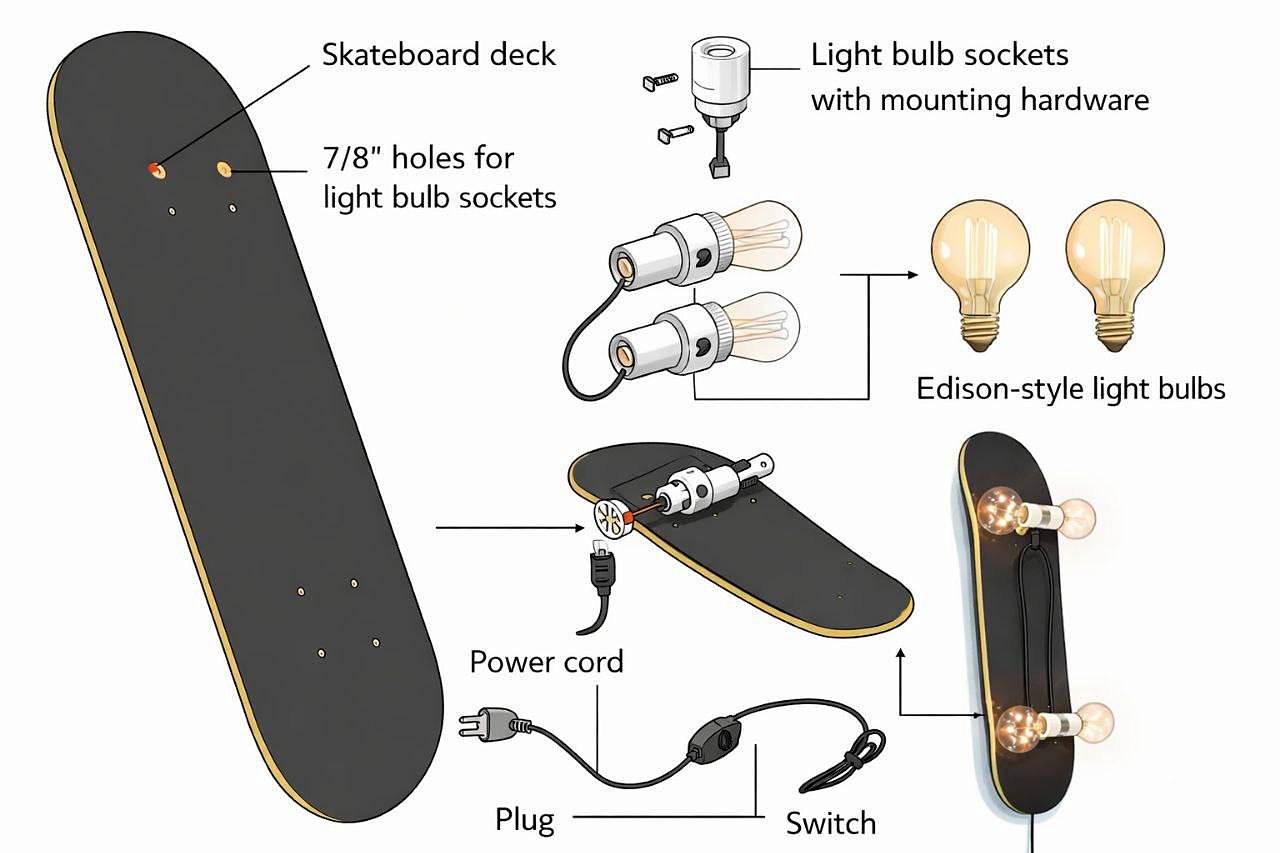 Skateboard deck
7/8" holes for
light bulb sockets
Light bulb sockets
with mounting hardware
Edison-style light bulbs
Power cord
Plug
Switch